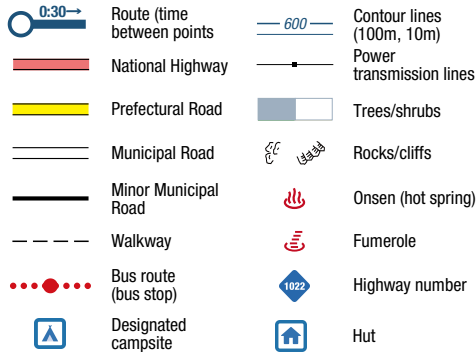 0:30→
Route (time
between points
National Highway
Prefectural Road
Municipal Road
Minor Municipal
Road
Walkway
Bus route
(bus stop)
Designated
campsite
600
Contour lines
(100m, 10m)
Power
transmission lines
Trees/shrubs
Rocks/cliffs
Onsen (hot spring)
Fumerole
1022
Highway number
Hut